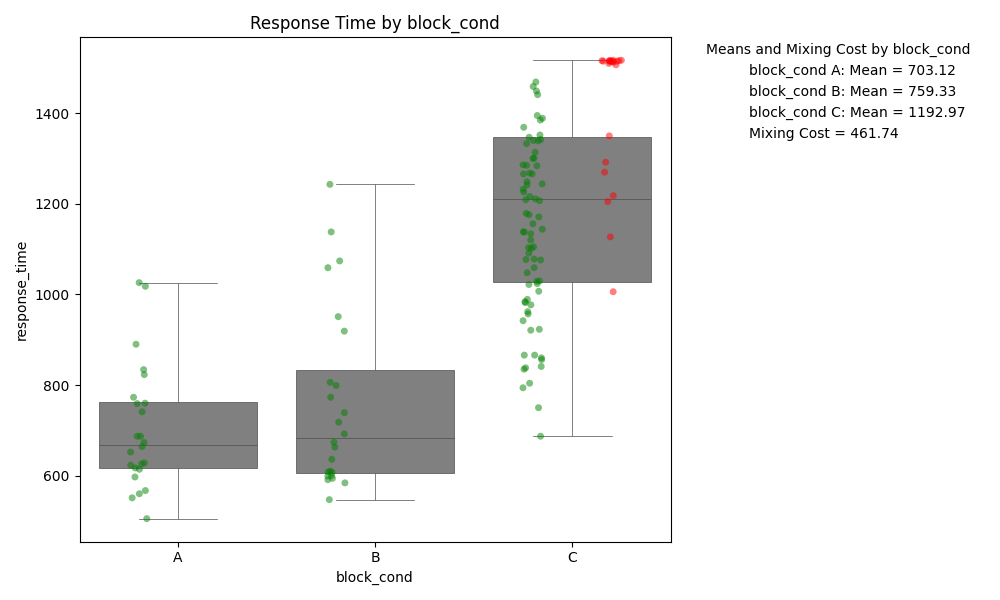 Response Time by block_cond
Means and Mixing Cost by block_cond
block_cond A: Mean = 703.12
block_cond B: Mean = 759.33
block_cond C: Mean = 1192.97
Mixing Cost = 461.74
response_time
1400
1200
1000
800
600
A
B
C
block_cond